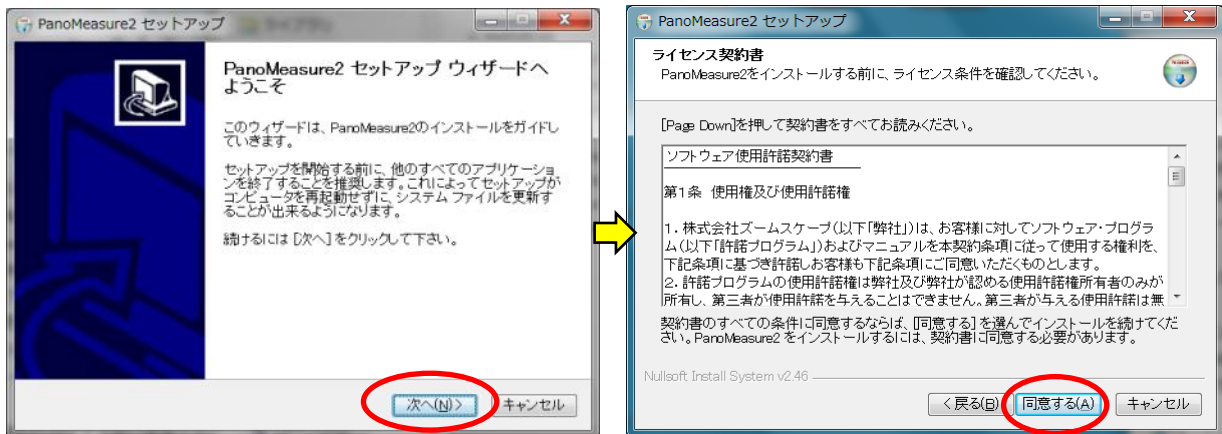 PanoMeasure2 セットアップ
PanoMeasure2 セットアップ ウィザードへ
ようこそ
このウィザードは、PanoMeasure2のインストールをガイドし
ていきます。
セットアップを開始する前に、他のすべてのアプリケーショ
ンを終了することを推奨します。これによってセットアップが
コンピュータを再起動せずに、システム ファイルを更新す
ることが出来るようになります。
続けるには [次へ] をクリックして下さい。
次へ(N)>
キャンセル
PanoMeasure2 セットアップ
ライセンス契約書
PanoMeasure2をインストールする前に、ライセンス条件を確認してください。
[Page Down]を押して契約書をすべてお読みください。
ソフトウェア使用許諾契約書
第1条 使用権及び使用許諾権
1. 株式会社ズームスケープ(以下「弊社」)は、お客様に対してソフトウェア・プログラ
ム(以下「許諾プログラム」)およびマニュアルを本契約条項に従って使用する権利を、
下記条項に基づき許諾しお客様も下記条項にご同意いただくものとします。
2. 許諾プログラムの使用許諾権は弊社及び弊社が認める使用許諾権所有者のみが
所有し、第三者が使用許諾を与えることはできません。第三者が与える使用許諾は無
契約書のすべての条件に同意するならば、[同意する] を選んでインストールを続けてくだ
さい。PanoMeasure2 をインストールするには、契約書に同意する必要があります。
Nullsoft Install System v2.46
< 戻る(B)
同意する(A)
キャンセル